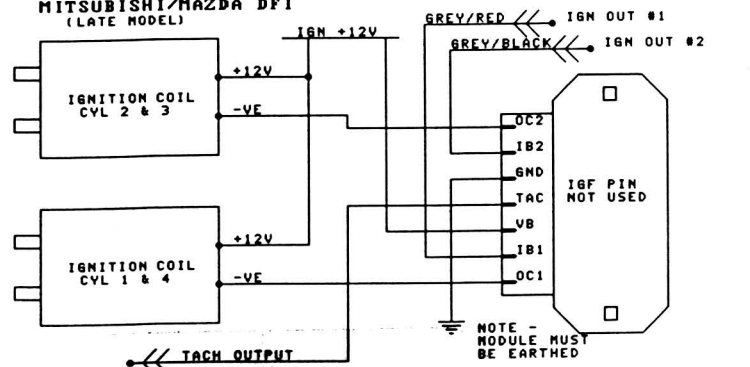 MITSUBISHI/MAZDA DFI
(LATE MODEL)
IGN +12V
GREY/RED
IGN OUT #1
GREY/BLACK
IGN OUT #2
IGNITION COIL
CYL 2 & 3
+12V
-VE
OC2
IB2
GND
TAC
VB
IB1
OC1
IGF PIN
NOT USED
IGNITION COIL
CYL 1 & 4
+12V
-VE
NOTE -
MODULE MUST
BE EARTHED
TACH OUTPUT